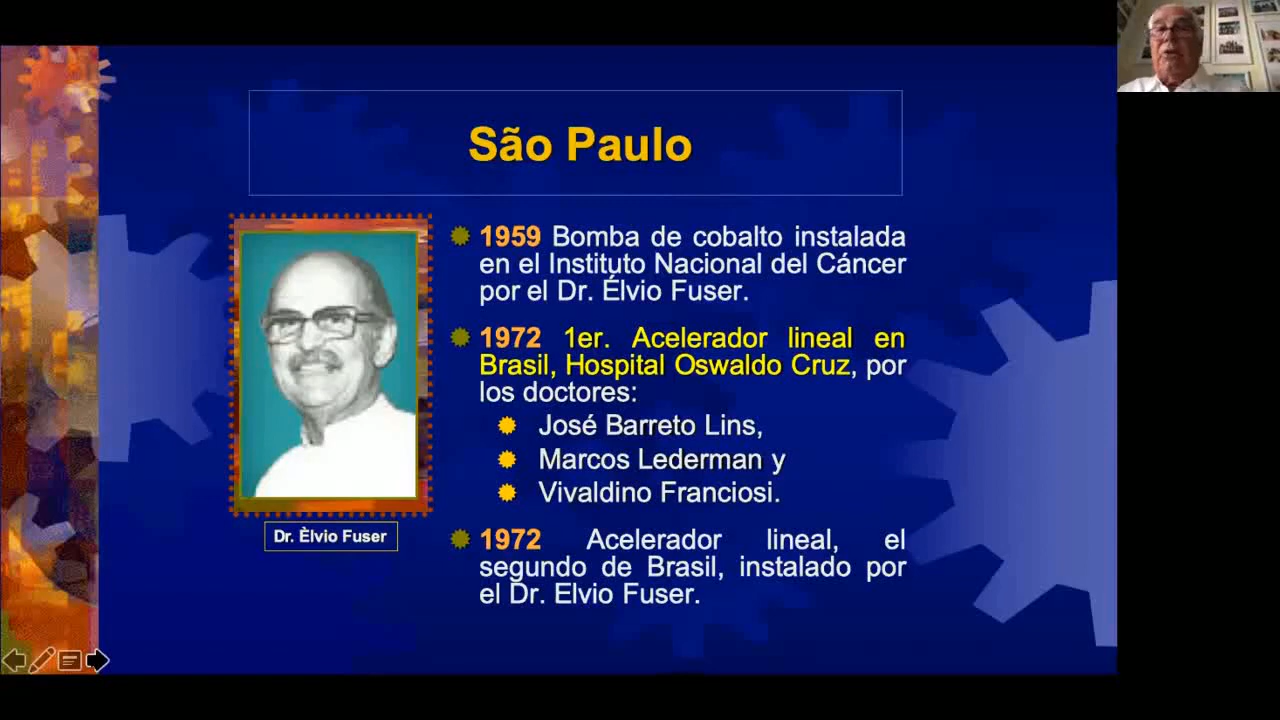 São Paulo
1959 Bomba de cobalto instalada
en el Instituto Nacional del Cáncer
por el Dr. Élvio Fuser.
1972 1er. Acelerador lineal en
Brasil, Hospital Oswaldo Cruz, por
los doctores:
José Barreto Lins,
Marcos Lederman y
Vivaldino Franciosi.
1972 Acelerador lineal, el
segundo de Brasil, instalado por
el Dr. Elvio Fuser.
Dr. Èlvio Fuser